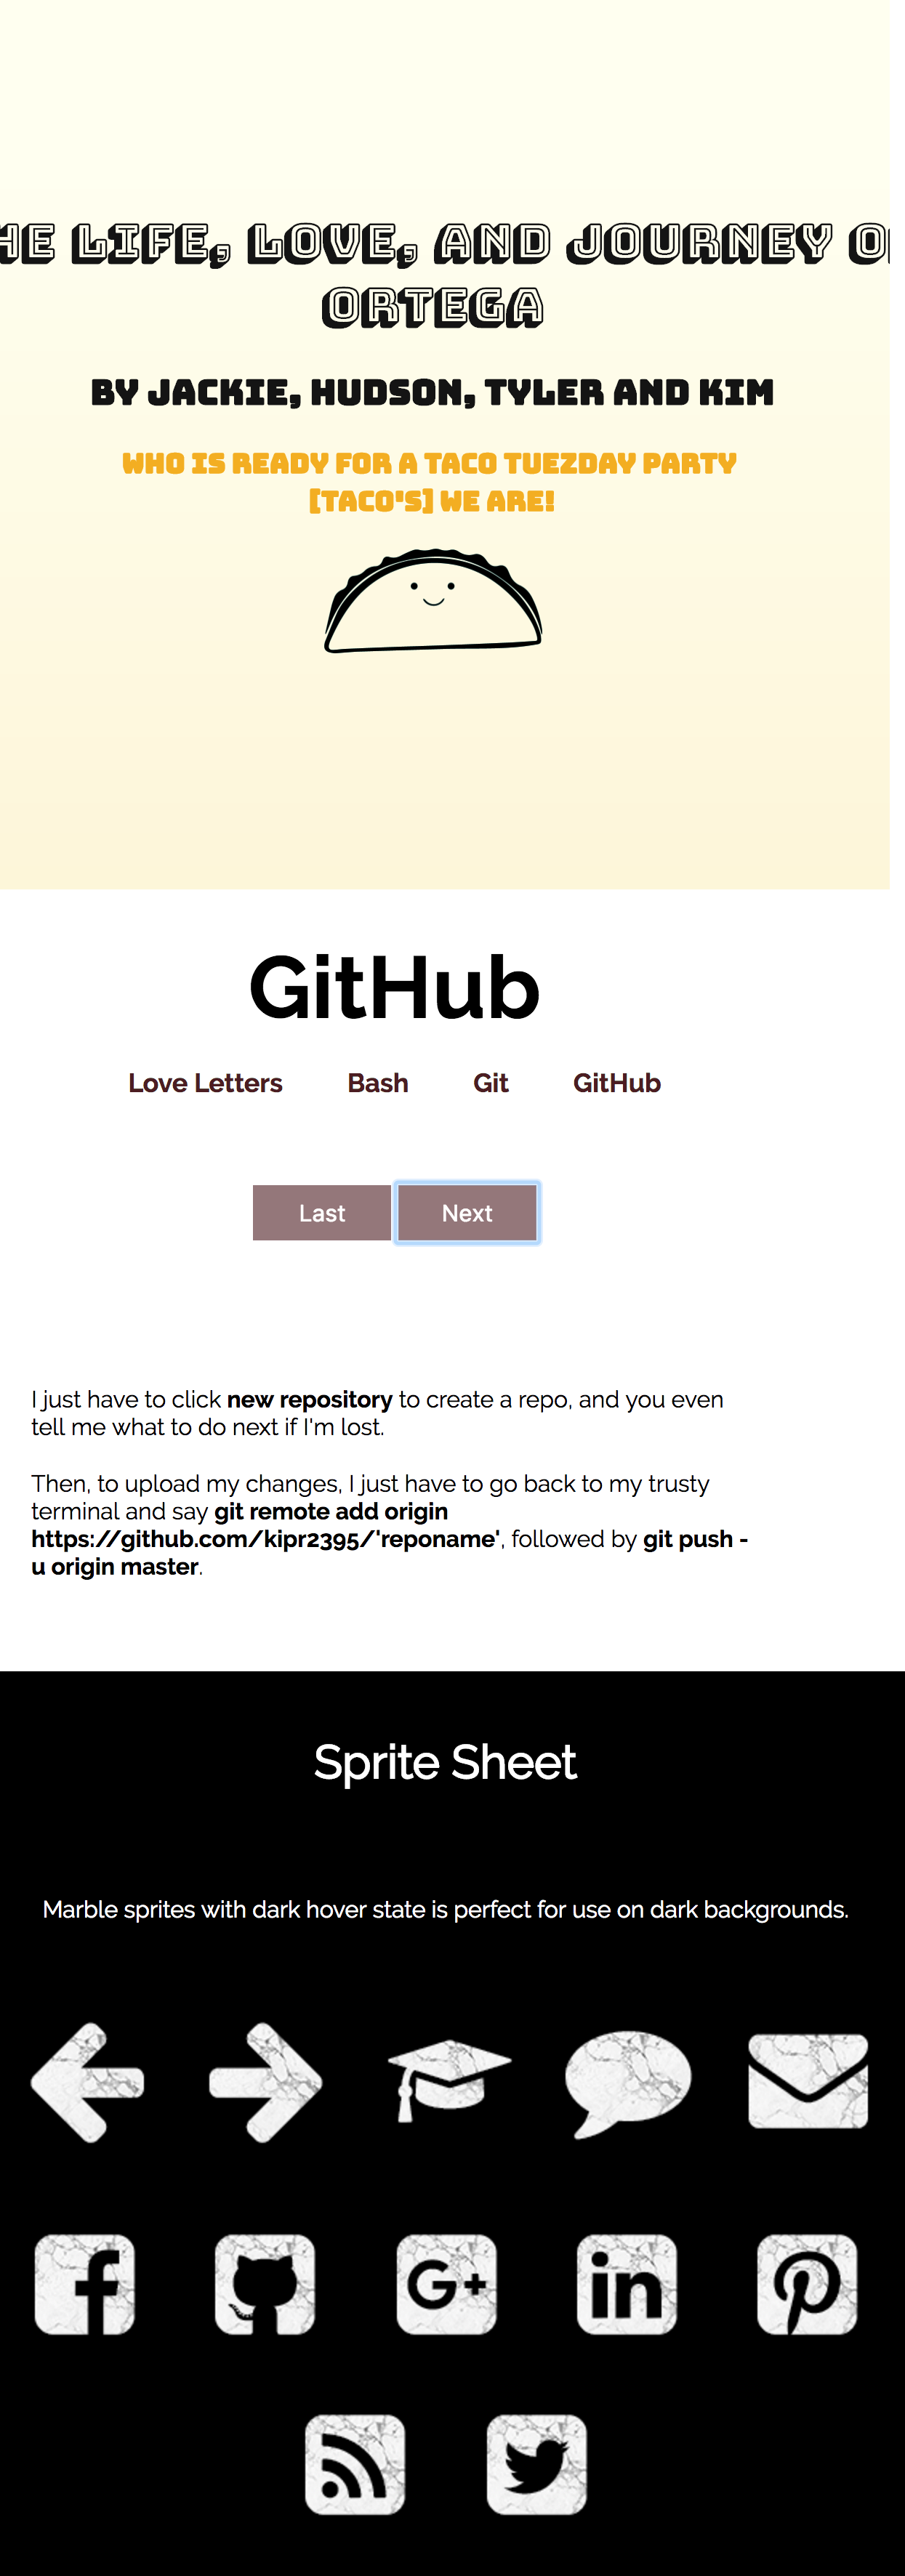 HE LIFE, LOVE, AND JOURNEY O
ORTEGA
BY JACKIE, HUDSON, TYLER AND KIM
WHO IS READY FOR A TACO TUEZDAY PARTY
[TACO'S] WE ARE!
GitHub
Love Letters Bash Git GitHub
Last Next
I just have to click new repository to create a repo, and you even
tell me what to do next if I'm lost.
Then, to upload my changes, I just have to go back to my trusty
terminal and say git remote add origin
https://github.com/kipr2395/'reponame', followed by git push -
u origin master.
Sprite Sheet
Marble sprites with dark hover state is perfect for use on dark backgrounds.
f G+ in